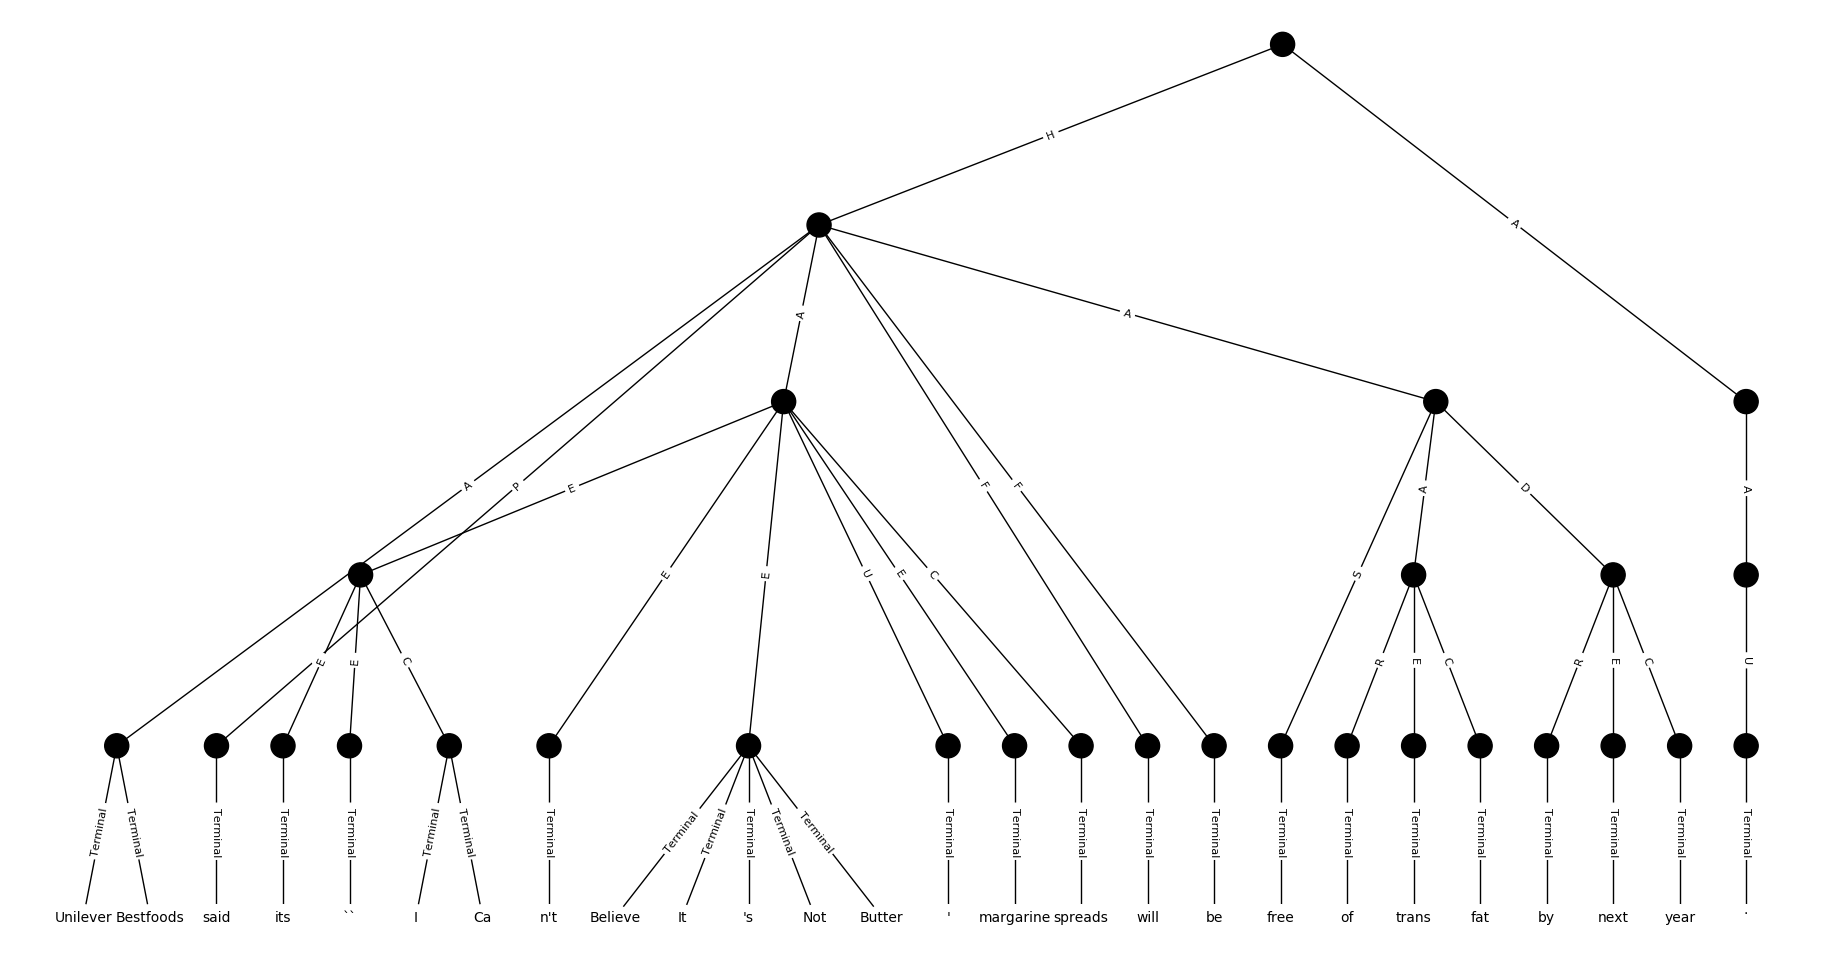 H
A
A
A
A P E
E E U E C F F S A D A
E E C R E C R E C U
Terminal Terminal Terminal Terminal Terminal Terminal Terminal Terminal Terminal Terminal Terminal Terminal Terminal Terminal Terminal Terminal Terminal Terminal Terminal Terminal Terminal Terminal Terminal Terminal Terminal Terminal
Unilever Bestfoods said its `` I Ca n't Believe It 's Not Butter ' margarine spreads will be free of trans fat by next year .